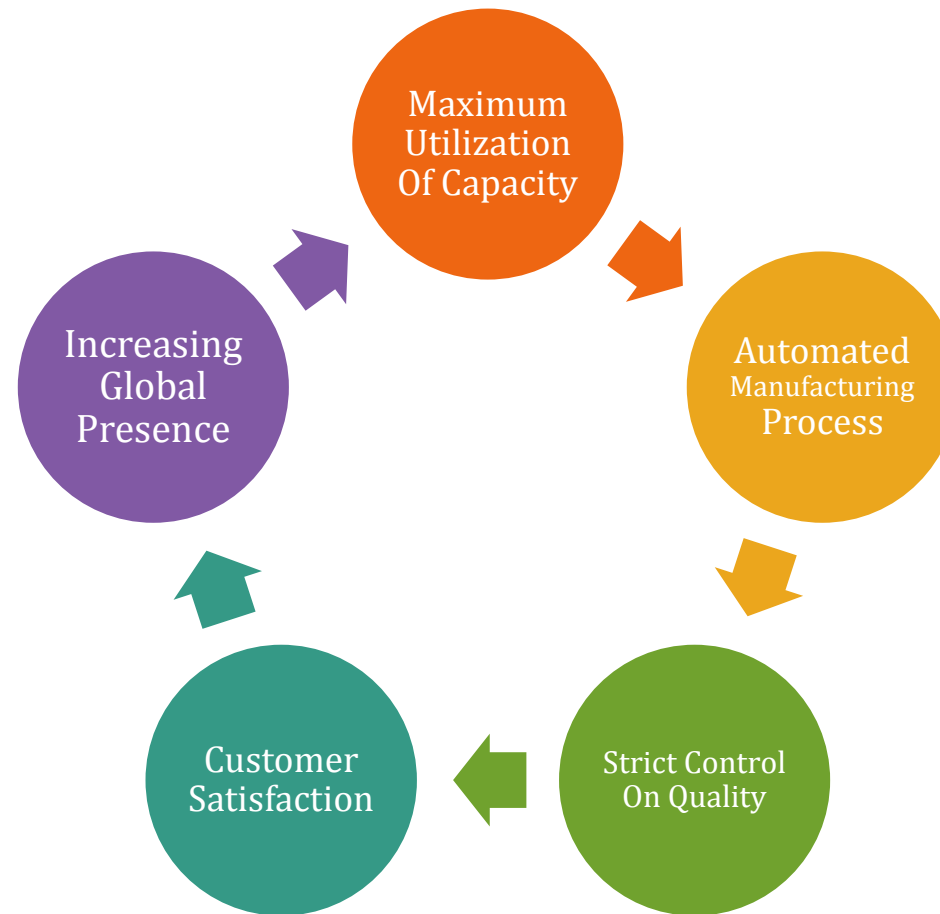 Maximum
Utilization
Of Capacity
Automated
Manufacturing
Process
Strict Control
On Quality
Customer
Satisfaction
Increasing
Global
Presence